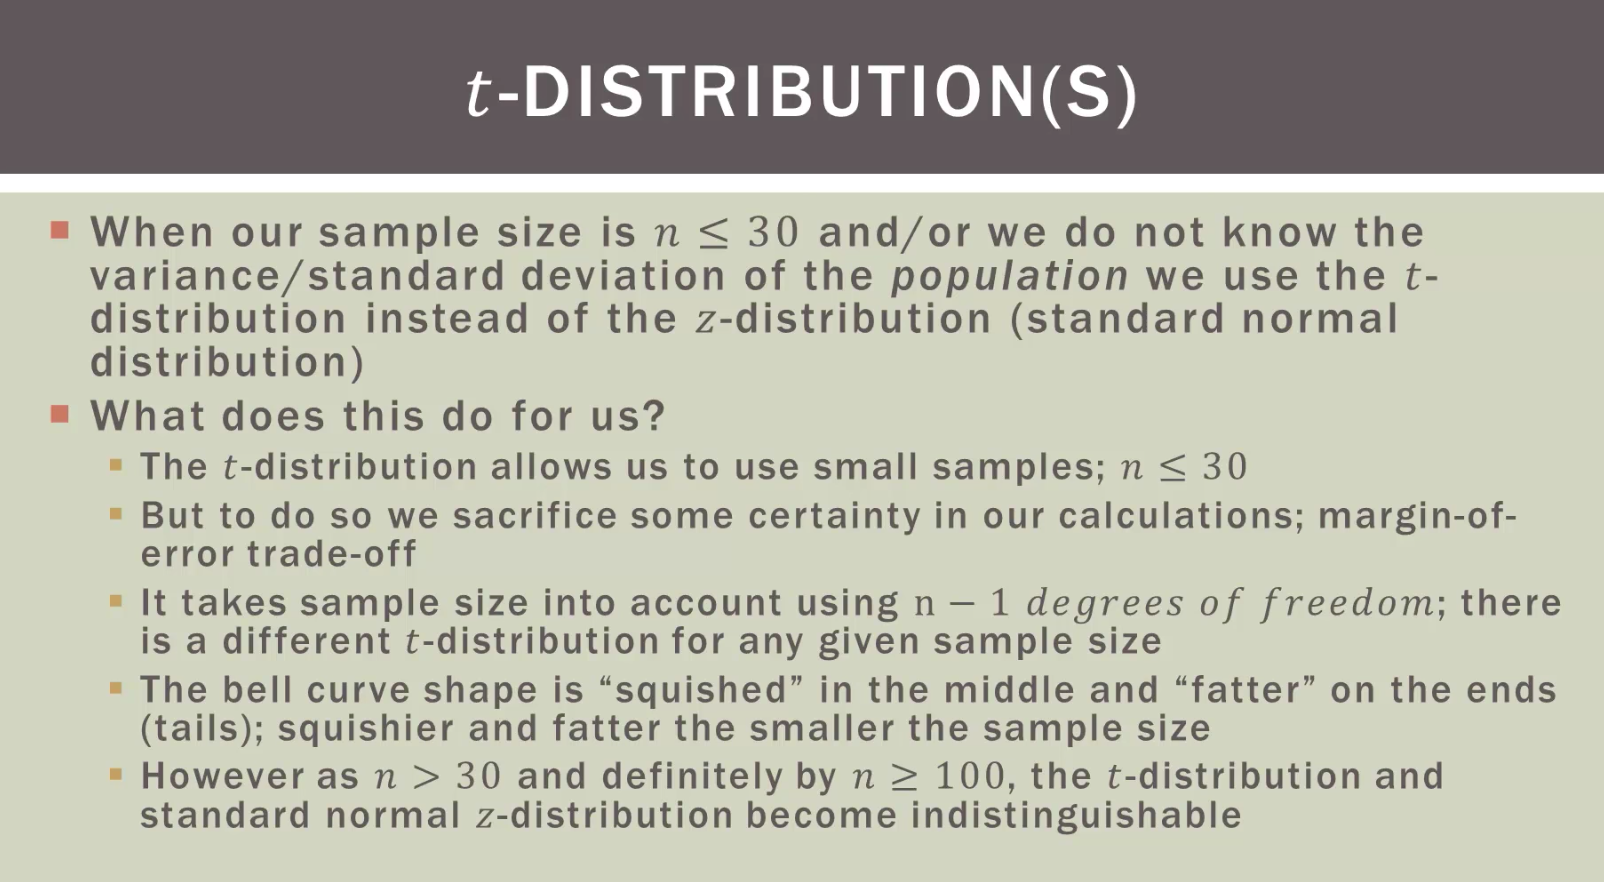 t-DISTRIBUTION(S)
When our sample size is n ≤ 30 and/or we do not know the
variance/standard deviation of the population we use the t-
distribution instead of the z-distribution (standard normal
distribution)
What does this do for us?
The t-distribution allows us to use small samples; n ≤ 30
But to do so we sacrifice some certainty in our calculations; margin-of-
error trade-off
It takes sample size into account using n − 1 degrees of freedom; there
is a different t-distribution for any given sample size
The bell curve shape is “squished” in the middle and “fatter” on the ends
(tails); squishier and fatter the smaller the sample size
However as n > 30 and definitely by n ≥ 100, the t-distribution and
standard normal z-distribution become indistinguishable